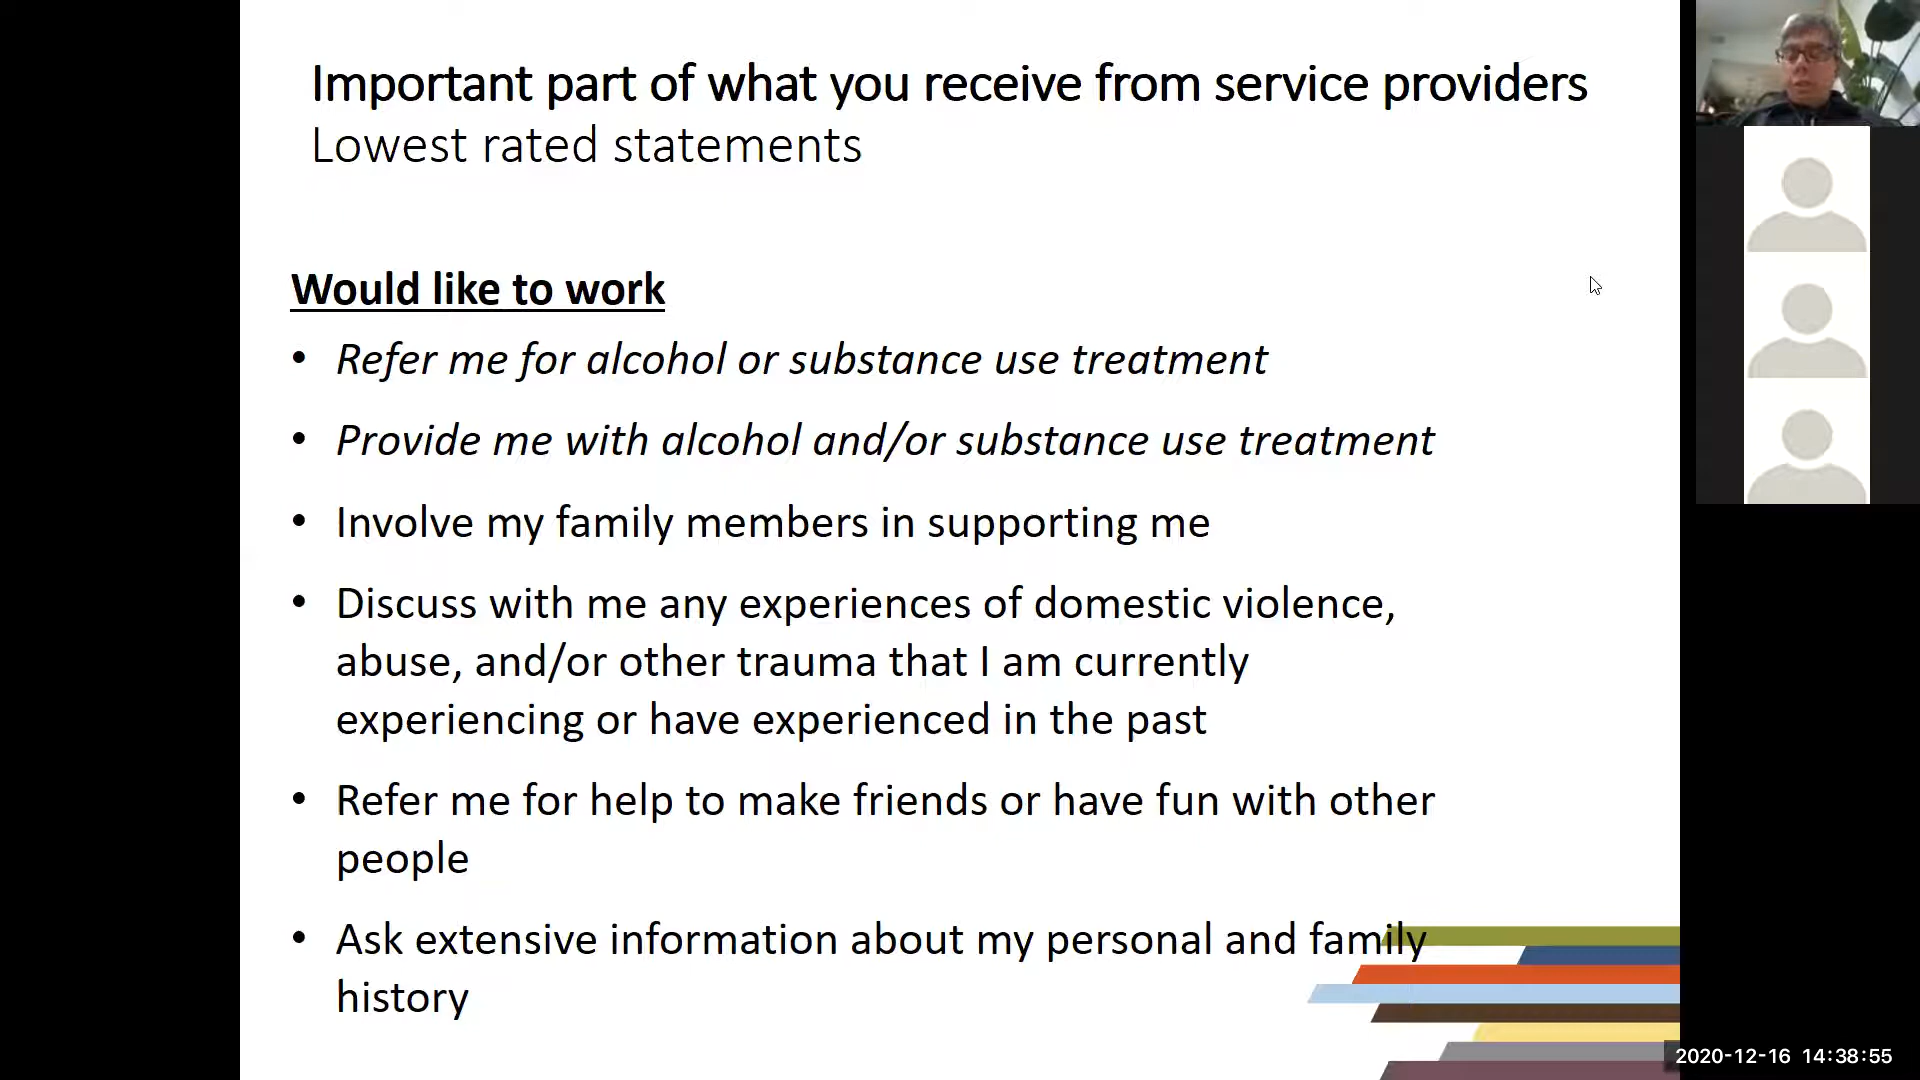 Important part of what you receive from service providers
Lowest rated statements
Would like to work
• Refer me for alcohol or substance use treatment
• Provide me with alcohol and/or substance use treatment
• Involve my family members in supporting me
• Discuss with me any experiences of domestic violence,
abuse, and/or other trauma that I am currently
experiencing or have experienced in the past
• Refer me for help to make friends or have fun with other
people
• Ask extensive information about my personal and family
history
2020-12-16 14:38:55